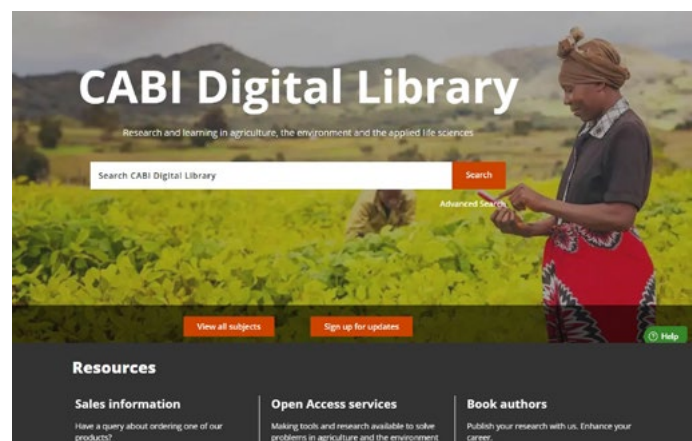 CABI Digital Library
Research and learning in agriculture, the environment and the applied life sciences
Search CABI Digital Library
Search
Advanced Search
View all subjects
Sign up for updates
Help
Resources
Sales information
Have a query about ordering one of our
products?
Open Access services
Making tools and research available to solve
problems in agriculture and the environment
Book authors
Publish your research with us. Enhance your
career.